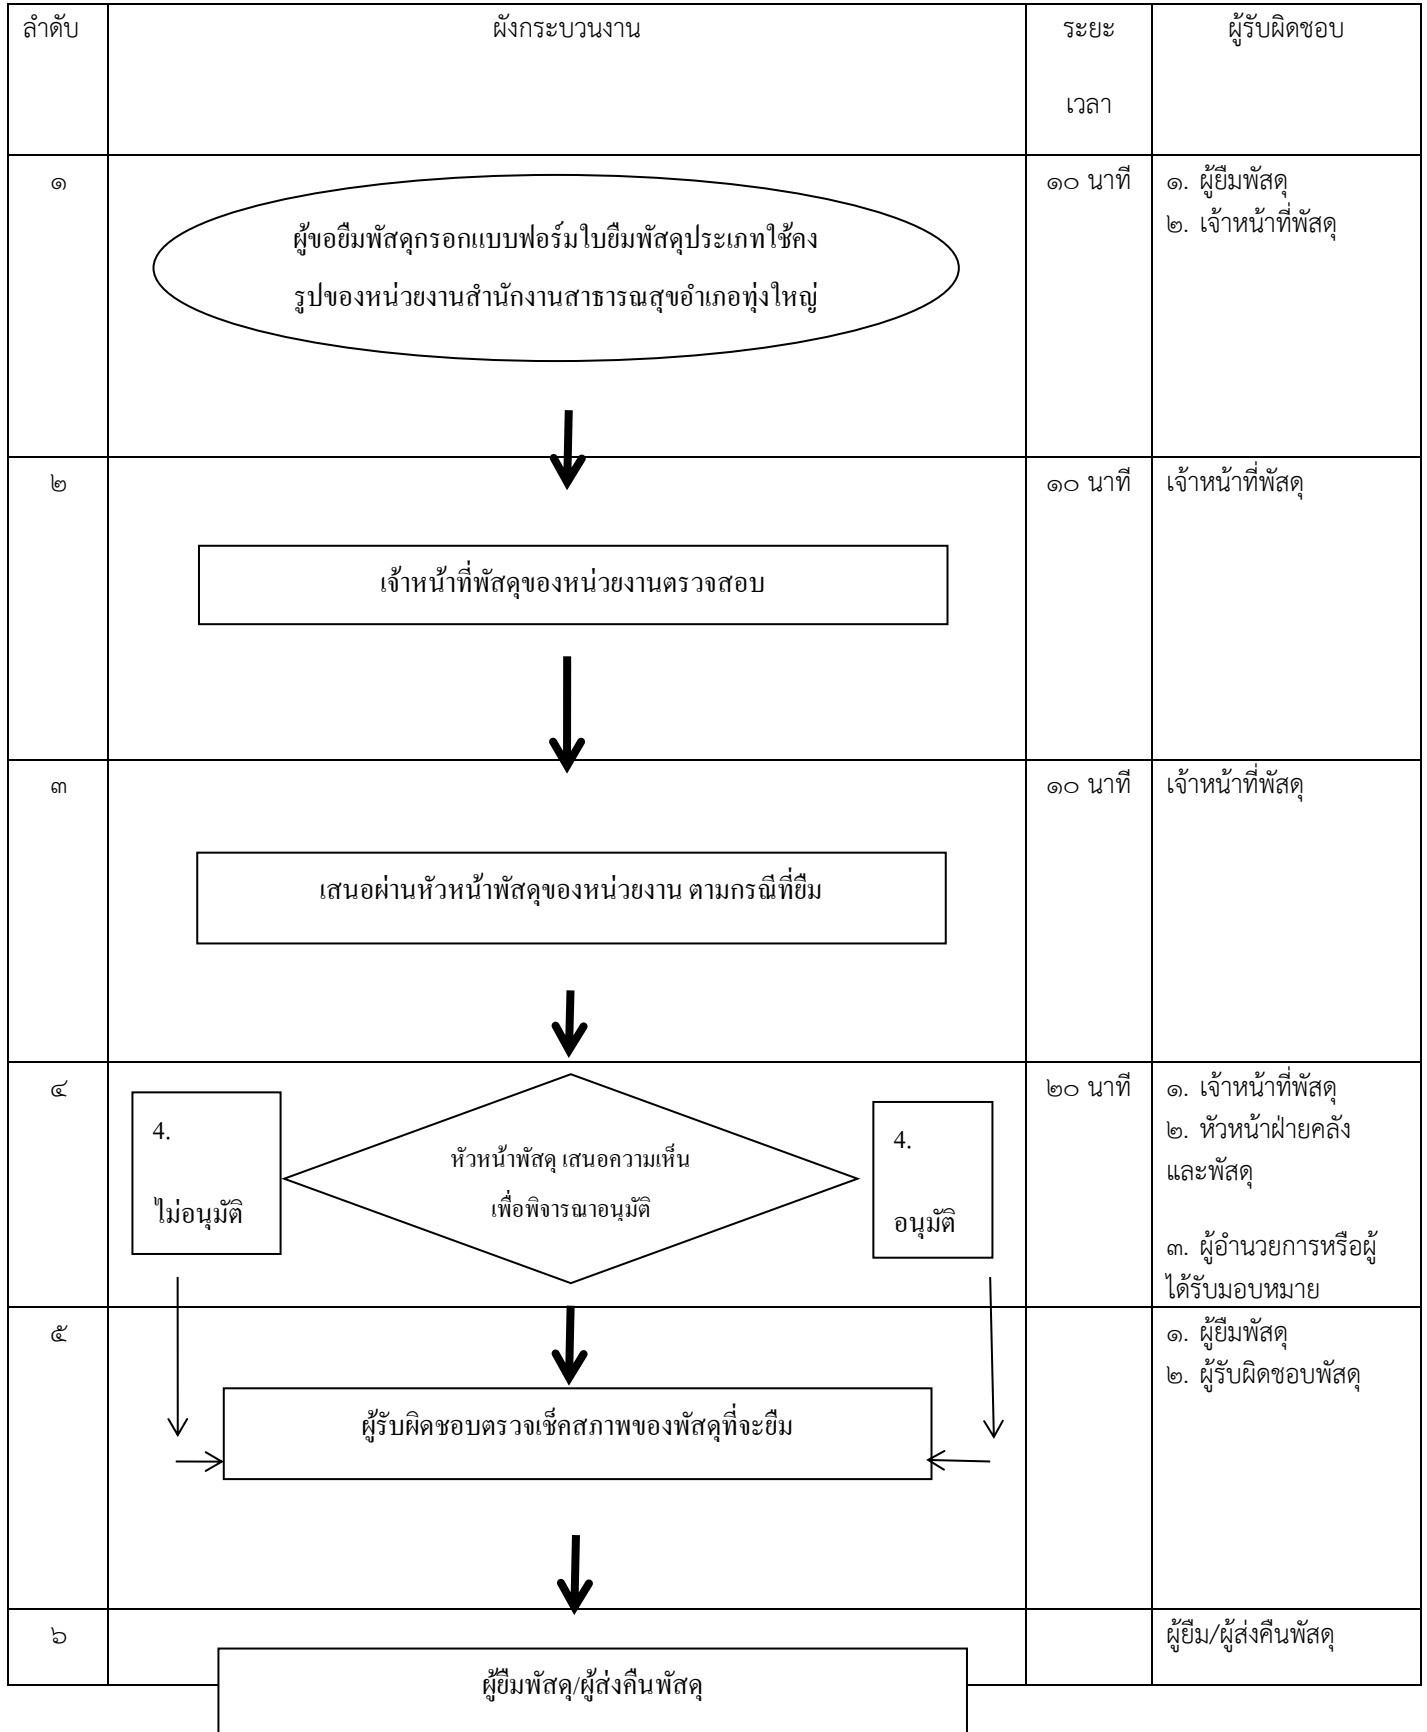 ลำดับ
ผังกระบวนงาน
ระยะ
เวลา
ผู้รับผิดชอบ
๑
ผู้ขอยืมพัสดุกรอกแบบฟอร์มใบยืมพัสดุประเภทใช้คง
รูปของหน่วยงานสำนักงานสาธารณสุขอำเภอทุ่งใหญ่
๑๐ นาที
๑. ผู้ยืมพัสดุ
๒. เจ้าหน้าที่พัสดุ
๒
เจ้าหน้าที่พัสดุของหน่วยงานตรวจสอบ
๑๐ นาที
เจ้าหน้าที่พัสดุ
๓
เสนอผ่านหัวหน้าพัสดุของหน่วยงาน ตามกรณีที่ยืม
๑๐ นาที
เจ้าหน้าที่พัสดุ
๔
4.
ไม่อนุมัติ
หัวหน้าพัสดุ เสนอความเห็น
เพื่อพิจารณาอนุมัติ
4.
อนุมัติ
๒๐ นาที
๑. เจ้าหน้าที่พัสดุ
๒. หัวหน้าฝ่ายคลัง
และพัสดุ
๓. ผู้อำนวยการหรือผู้
ได้รับมอบหมาย
๕
ผู้รับผิดชอบตรวจเช็คสภาพของพัสดุที่จะยืม
๑. ผู้ยืมพัสดุ
๒. ผู้รับผิดชอบพัสดุ
๖
ผู้ยืมพัสดุ/ผู้ส่งคืนพัสดุ
ผู้ยืม/ผู้ส่งคืนพัสดุ